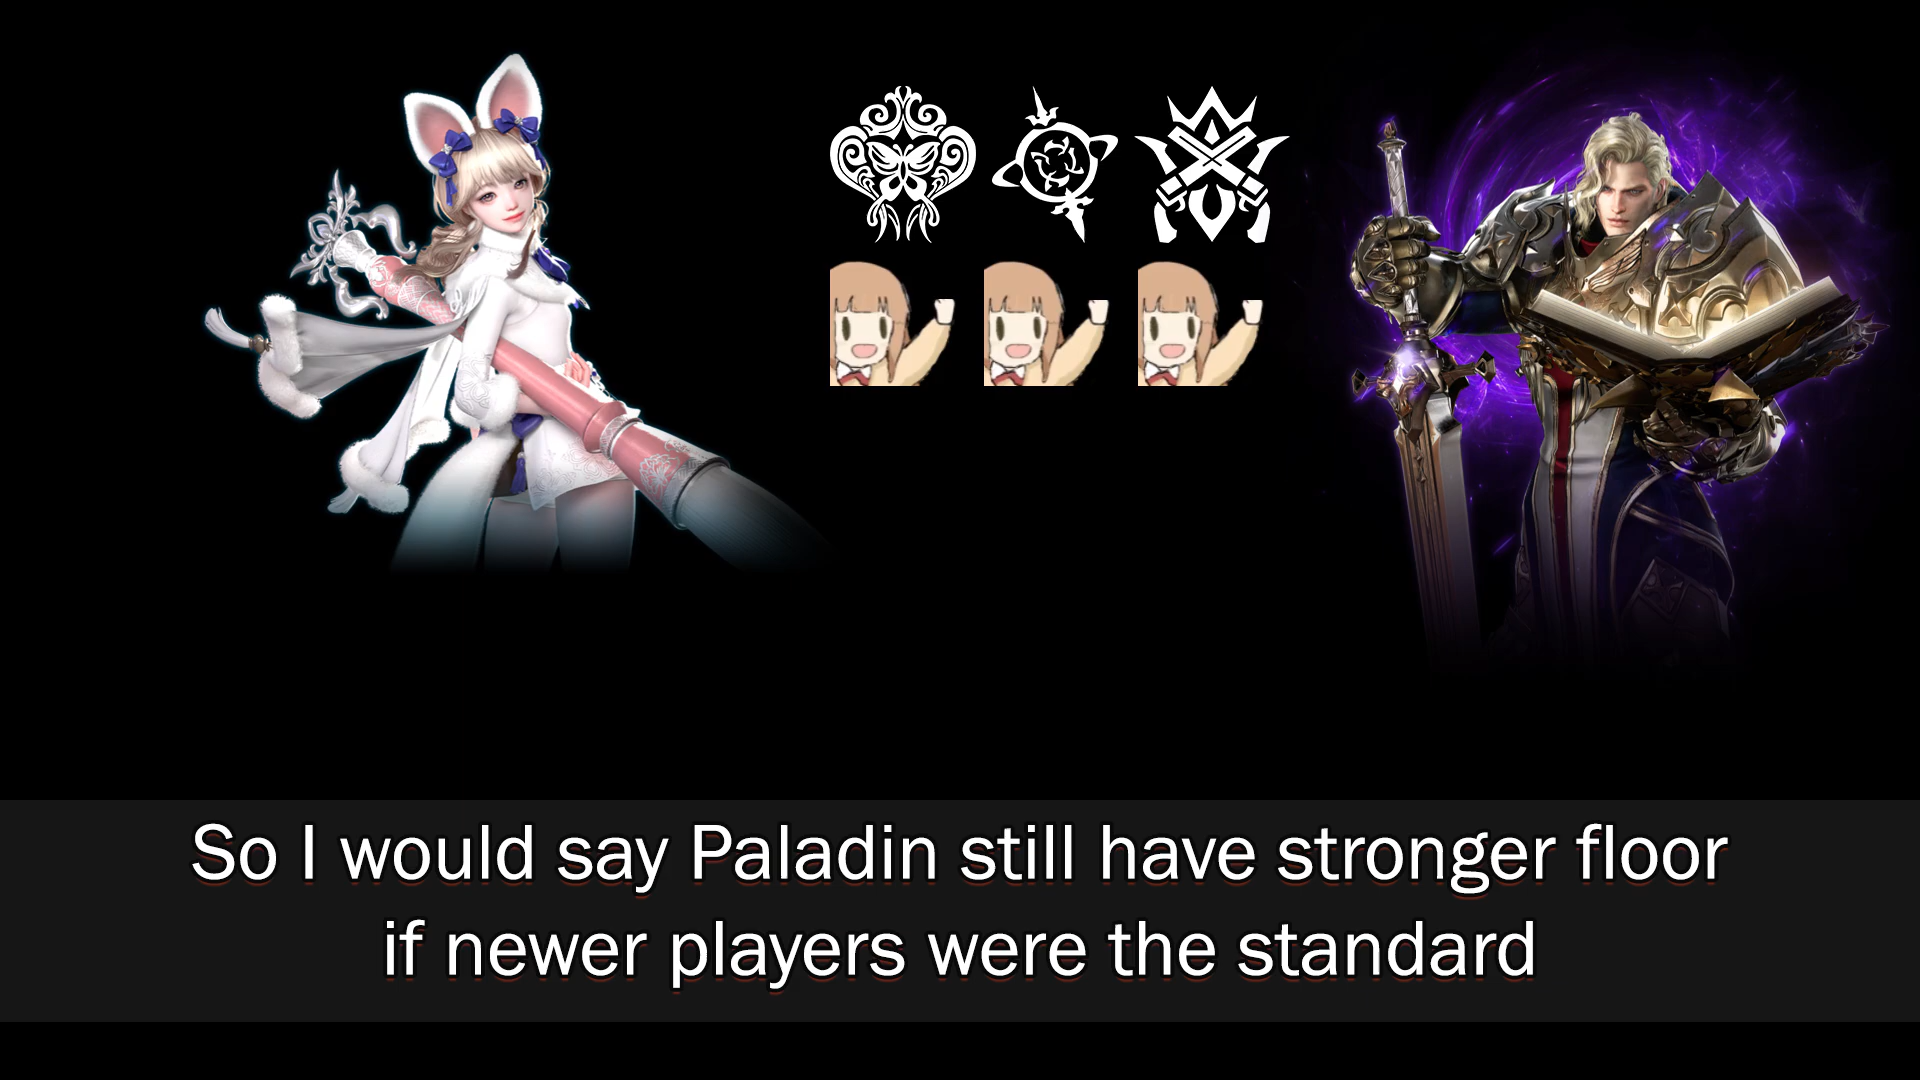 So I would say Paladin still have stronger floor
if newer players were the standard